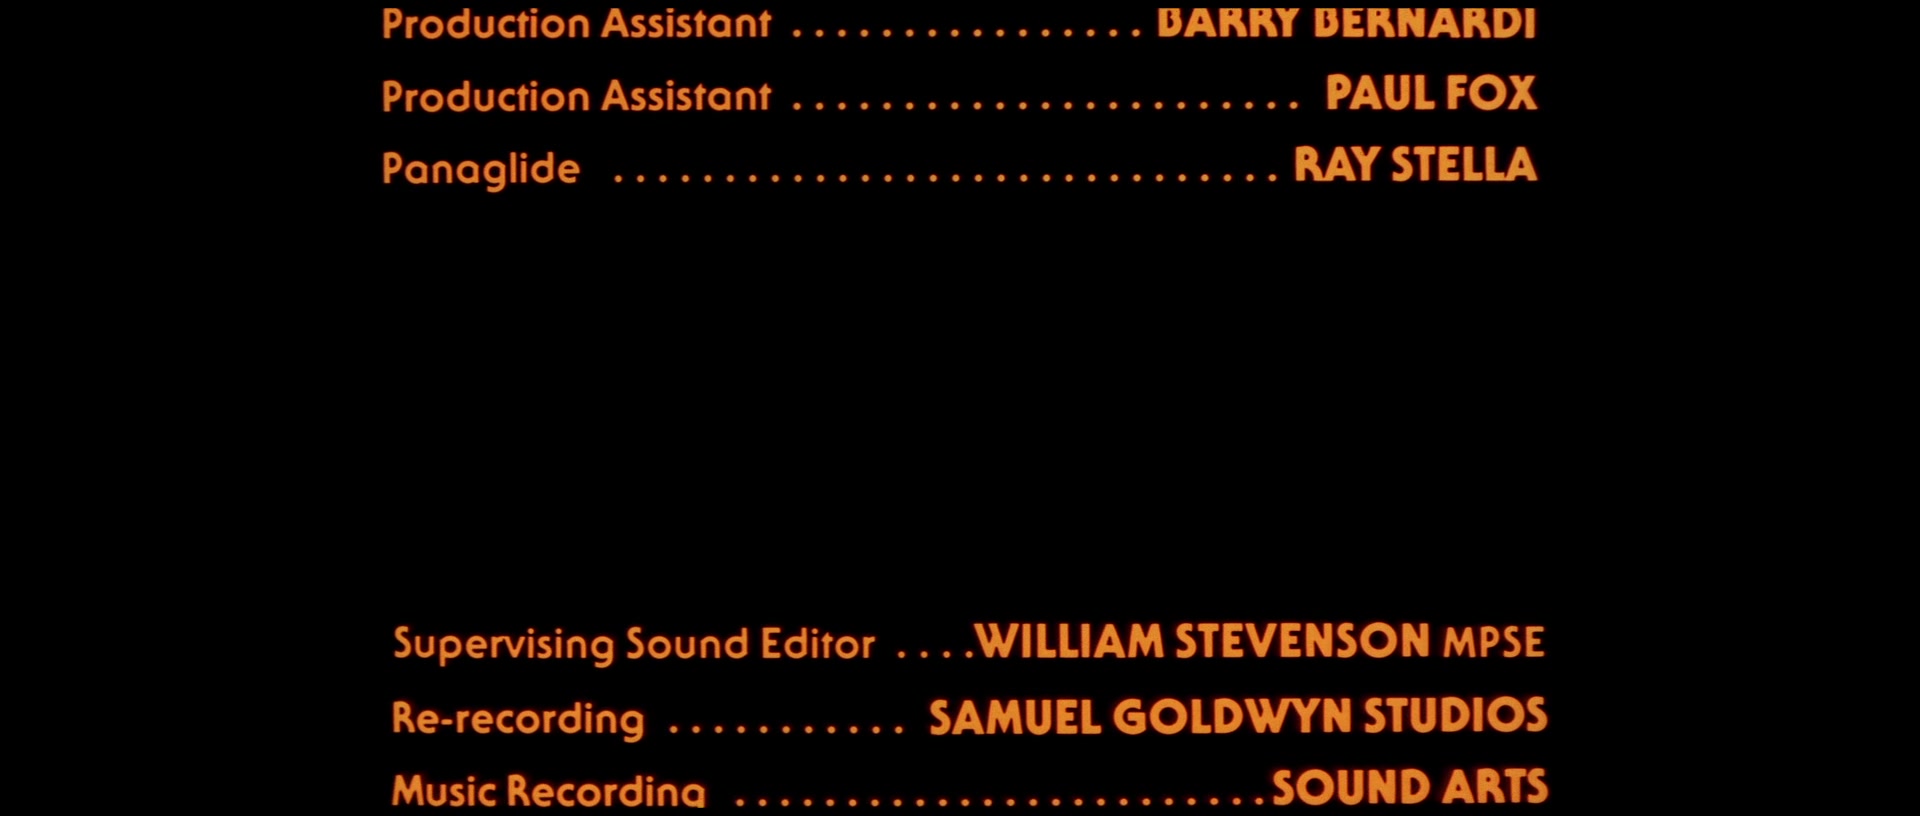 Production Assistant ................ BARRY BERNARDI
Production Assistant ....................... PAUL FOX
Panaglide .............................. RAY STELLA
Supervising Sound Editor ....WILLIAM STEVENSON MPSE
Re-recording ........... SAMUEL GOLDWYN STUDIOS
Music Recording ........................SOUND ARTS